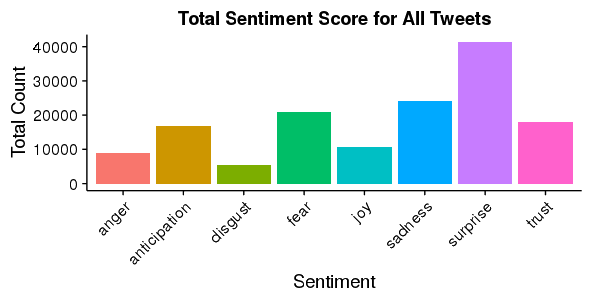 Total Sentiment Score for All Tweets
Total Count
40000
30000
20000
10000
0
anger
anticipation
disgust
fear
joy
sadness
surprise
trust
Sentiment